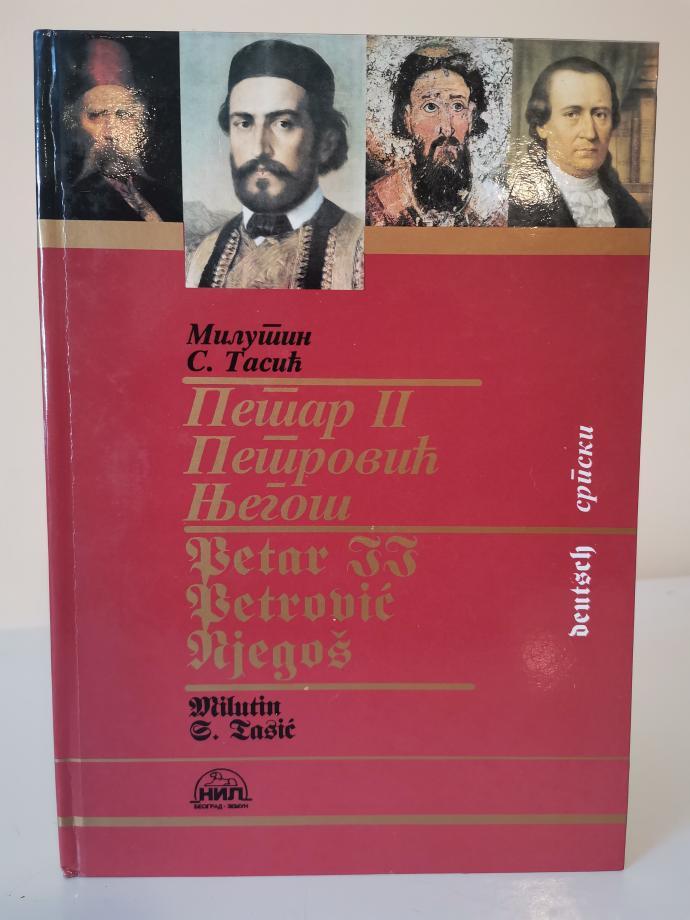 Милутин
С. Тасић
Петар II
Петровић
Његош
Petar II
Petrović
Njegoš
Milutin
S. Tasić
српски
deutsch
НИЛ
БЕОГРАД - ЗЕМУН